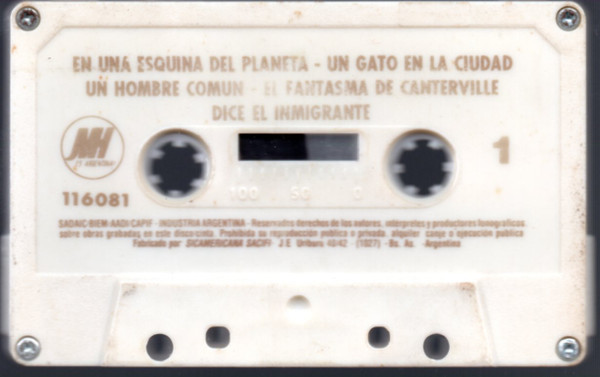 EN UNA ESQUINA DEL PLANETA - UN GATO EN LA CIUDAD
UN HOMBRE COMUN - EL FANTASMA DE CANTERVILLE
DICE EL INMIGRANTE
MH
1
116081
100 50 0
SADAIC-BIEM-AADI-CAPIF - INDUSTRIA ARGENTINA - Reservados derechos de los autores, intérpretes y productores fonográficos
sobre obras grabadas en este disco/cinta. Prohibida su reproducción pública o privada, alquiler canje o ejecución pública
Fabricado por SICAMERICANA SACIFI - J.E. Uriburu 40/42 - (1027) - Bs. As. - Argentina